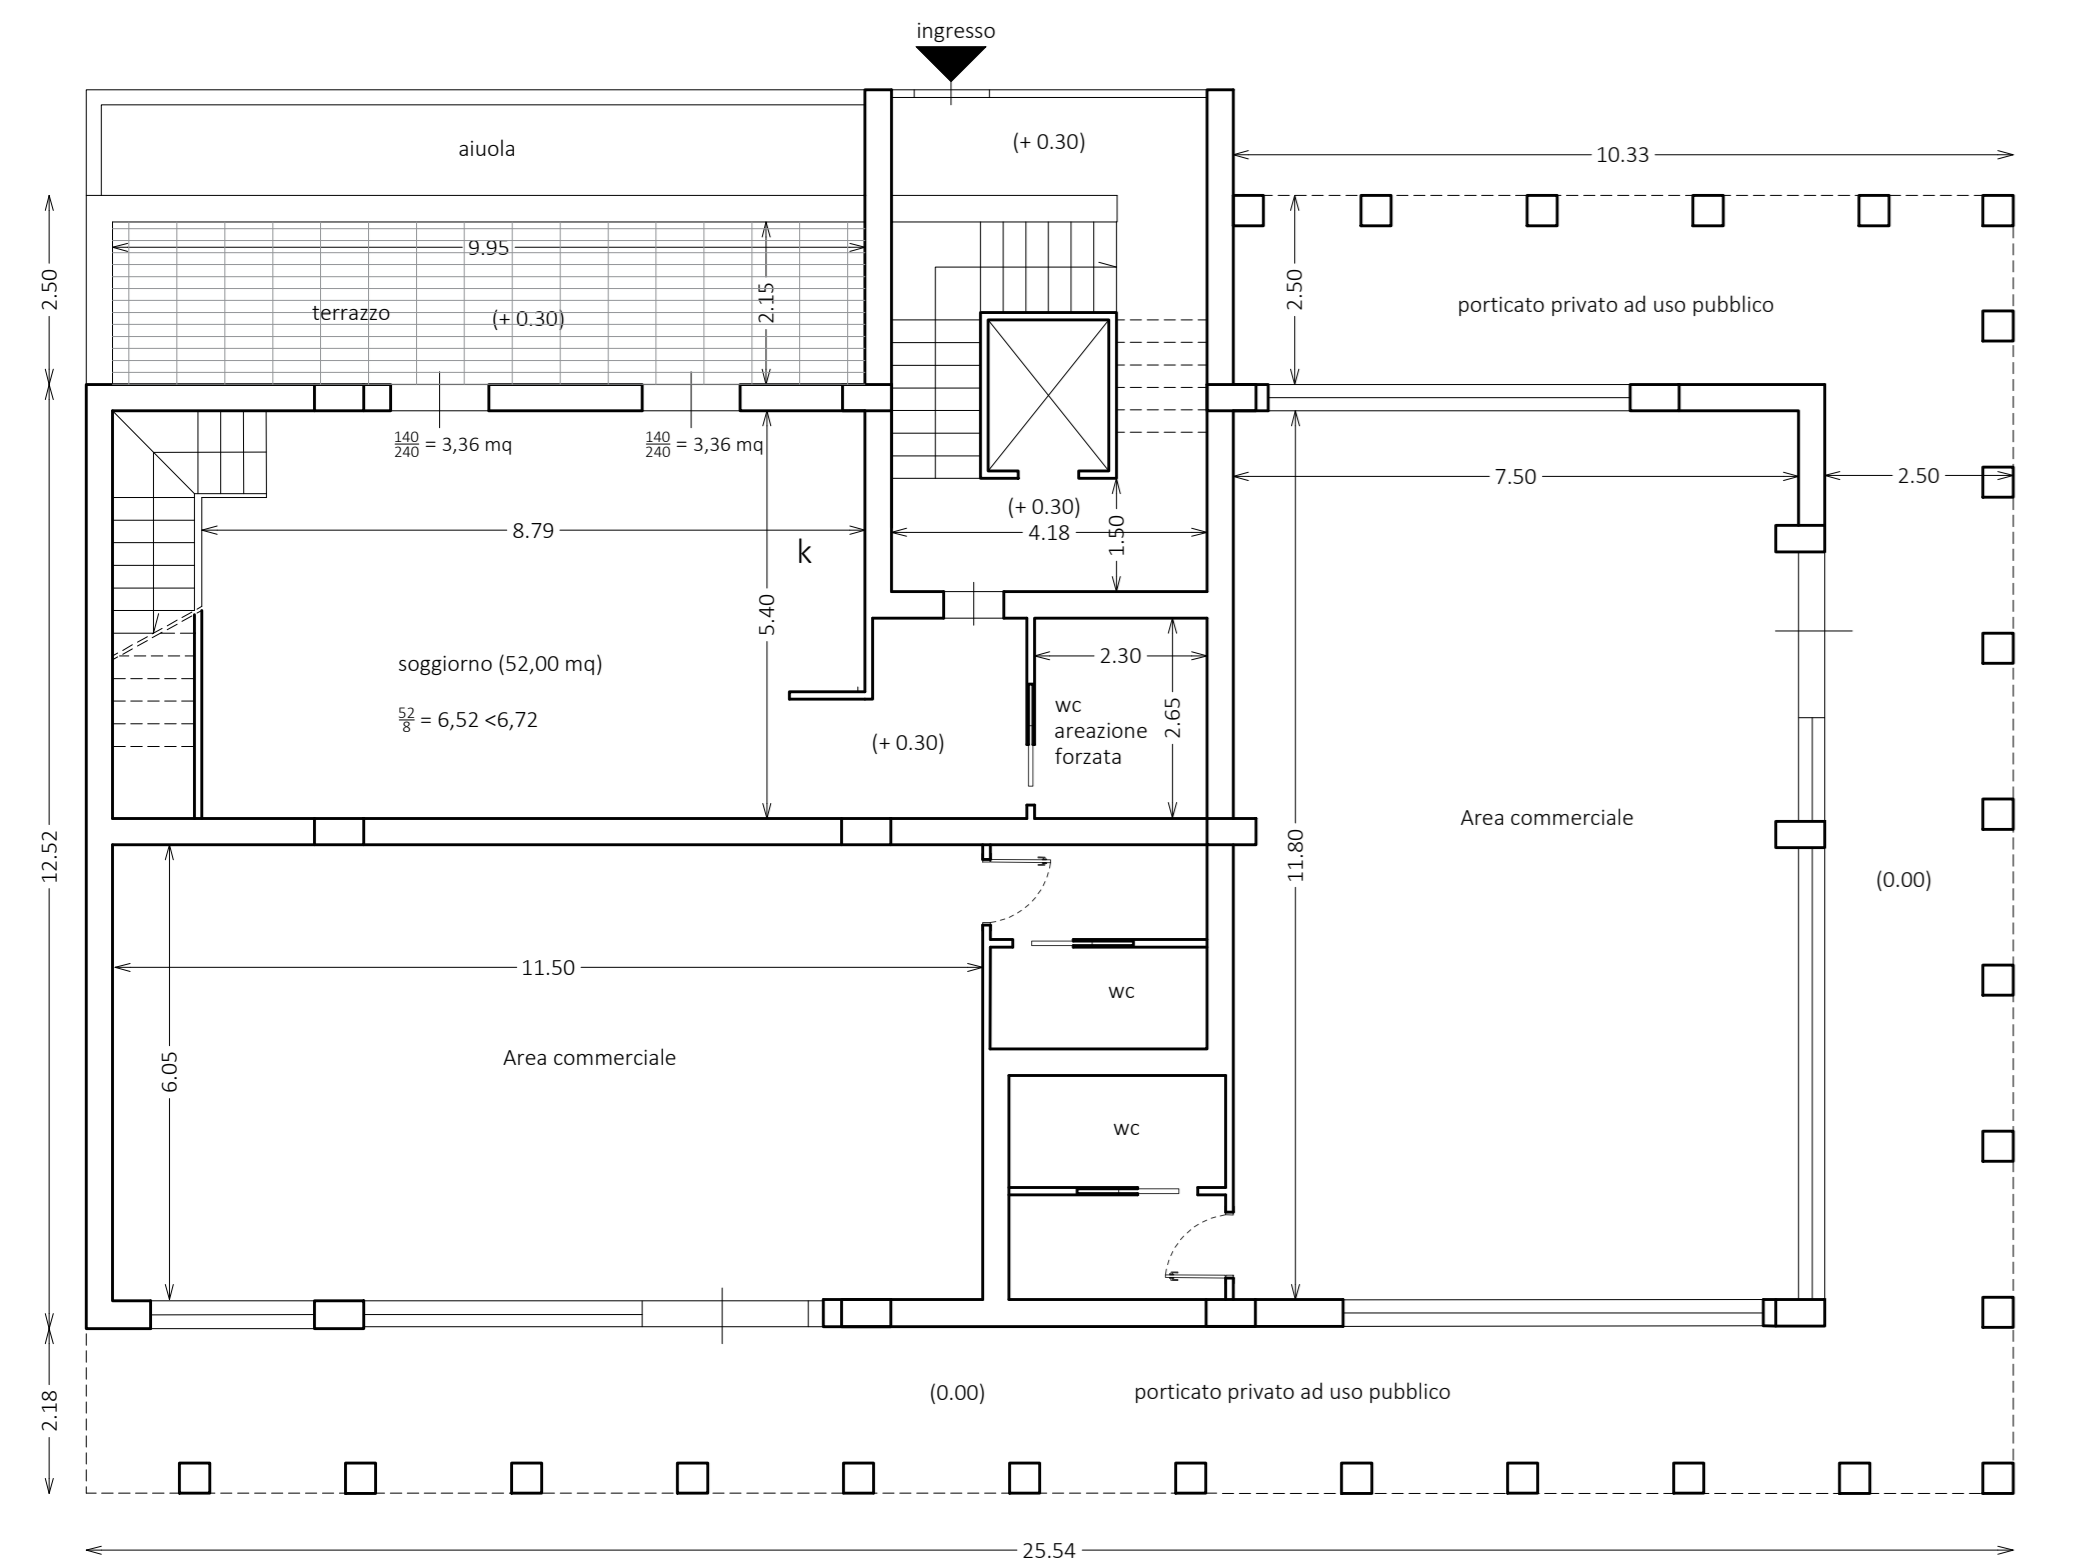 ingresso
(+ 0.30)
aiuola
10.33
9.95
2.50
2.15
2.50
terrazzo
(+ 0.30)
porticato privato ad uso pubblico
140/240 = 3,36 mq
140/240 = 3,36 mq
7.50
2.50
(+ 0.30)
8.79
4.18
1.50
k
5.40
soggiorno (52,00 mq)
52/8 = 6,52 <6,72
2.30
wc
areazione
forzata
2.65
(+ 0.30)
Area commerciale
12.52
11.80
(0.00)
11.50
wc
6.05
Area commerciale
wc
2.18
(0.00)
porticato privato ad uso pubblico
25.54